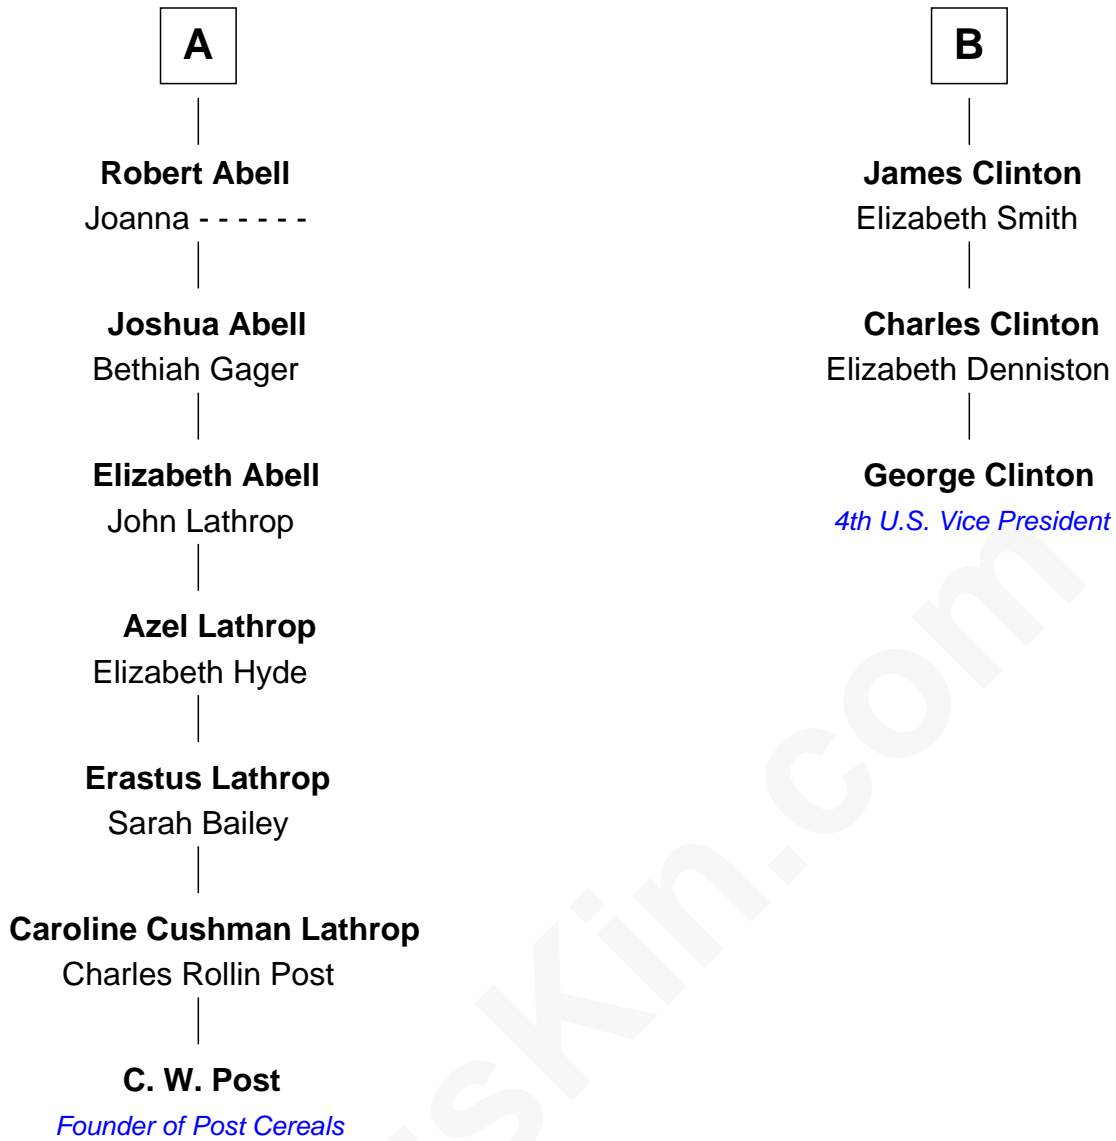 A
Robert Abell
Joanna - - - - - -
Joshua Abell
Bethiah Gager
Elizabeth Abell
John Lathrop
Azel Lathrop
Elizabeth Hyde
Erastus Lathrop
Sarah Bailey
Caroline Cushman Lathrop
Charles Rollin Post
C. W. Post
Founder of Post Cereals
B
James Clinton
Elizabeth Smith
Charles Clinton
Elizabeth Denniston
George Clinton
4th U.S. Vice President
usKin.com